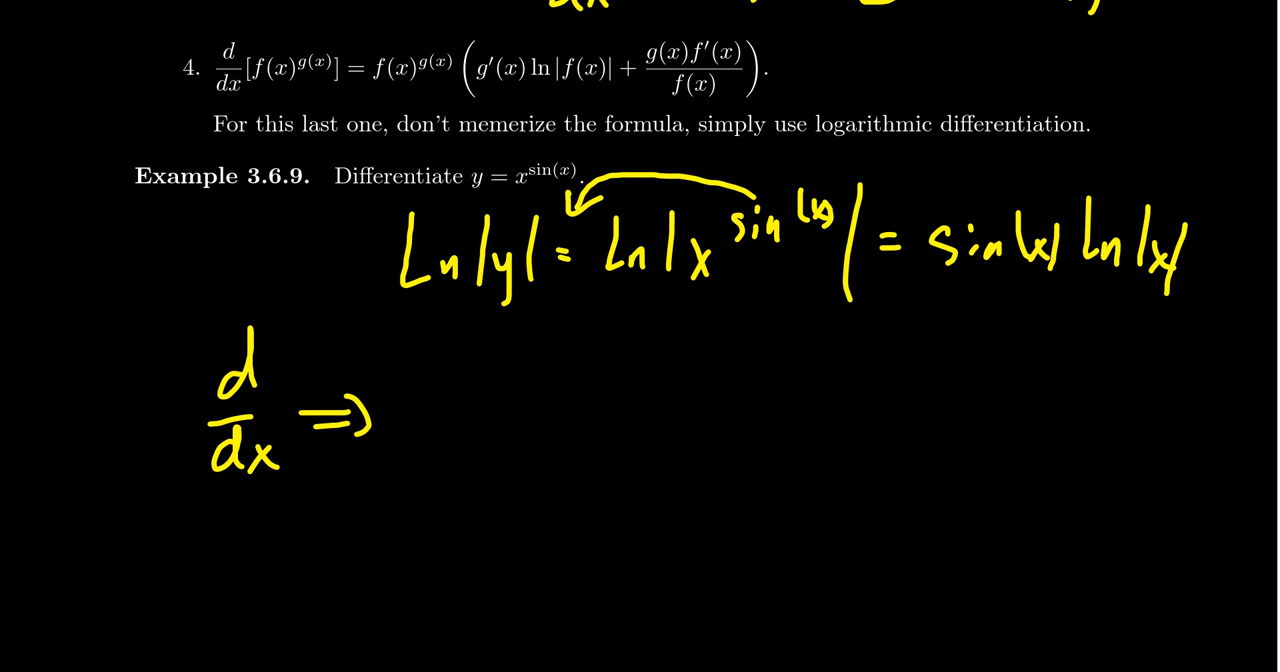 dx
4. d/dx [f(x)^{g(x)}] = f(x)^{g(x)} ( g′(x) ln |f(x)| + g(x)f′(x)/f(x) ).
For this last one, don't memerize the formula, simply use logarithmic differentiation.
Example 3.6.9. Differentiate y = x^{sin(x)}.
Ln |y| = Ln |x^{sin(x)}| = sin(x) Ln |x|
d/dx ⇒